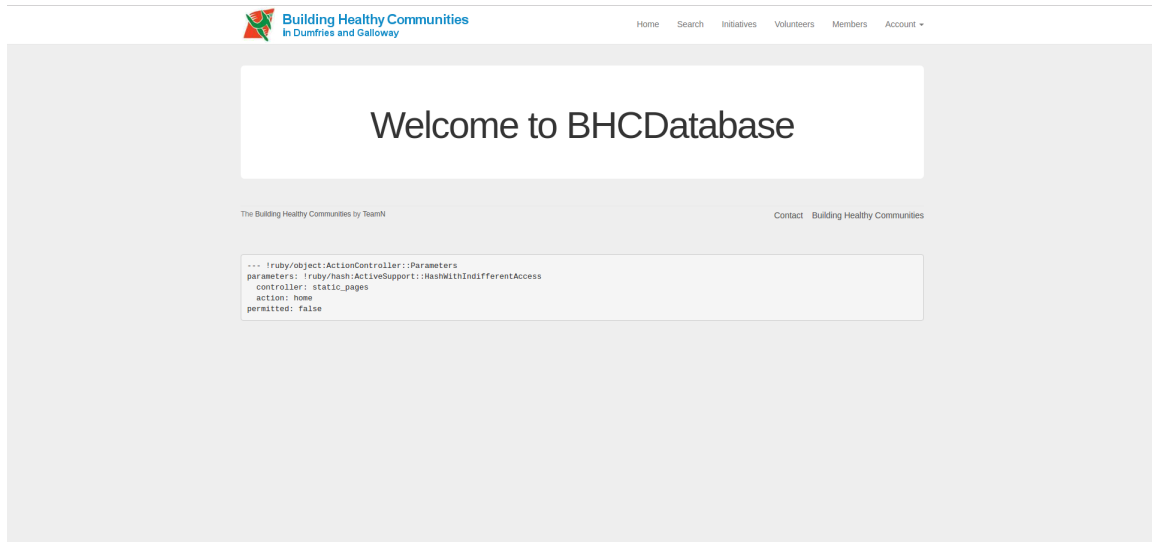 Building Healthy Communities
in Dumfries and Galloway
Home Search Initiatives Volunteers Members Account
Welcome to BHCDatabase
The Building Healthy Communities by TeamN
Contact Building Healthy Communities
--- !ruby/object:ActionController::Parameters
parameters: !ruby/hash:ActiveSupport::HashWithIndifferentAccess
  controller: static_pages
  action: home
permitted: false